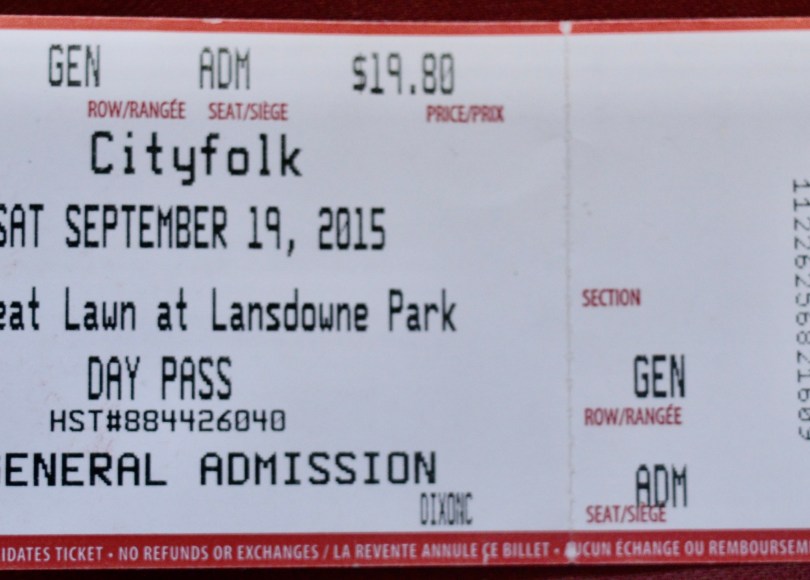 GEN ADM $19.80
ROW/RANGÉE SEAT/SIÈGE PRICE/PRIX
Cityfolk
SAT SEPTEMBER 19, 2015
eat Lawn at Lansdowne Park
DAY PASS
HST#884426040
GENERAL ADMISSION
DIXONC
IDATES TICKET • NO REFUNDS OR EXCHANGES / LA REVENTE ANNULE ÇE BILLET • AUCUN ÉCHANGE OU REMBOURSEM
SECTION
GEN
ROW/RANGÉE
ADM
SEAT/SIÈGE